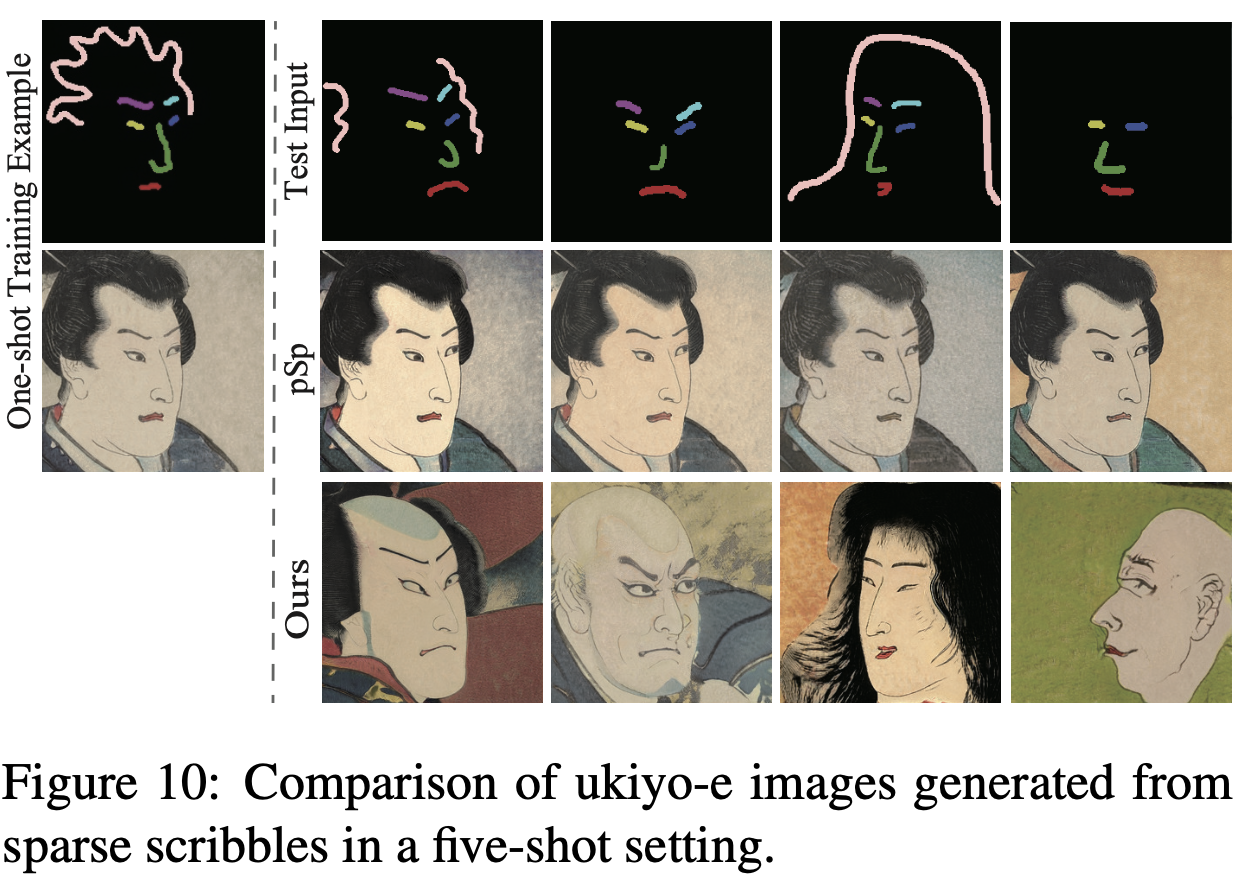 One-shot Training Example
Test Input
pSp
Ours
Figure 10: Comparison of ukiyo-e images generated from
sparse scribbles in a five-shot setting.